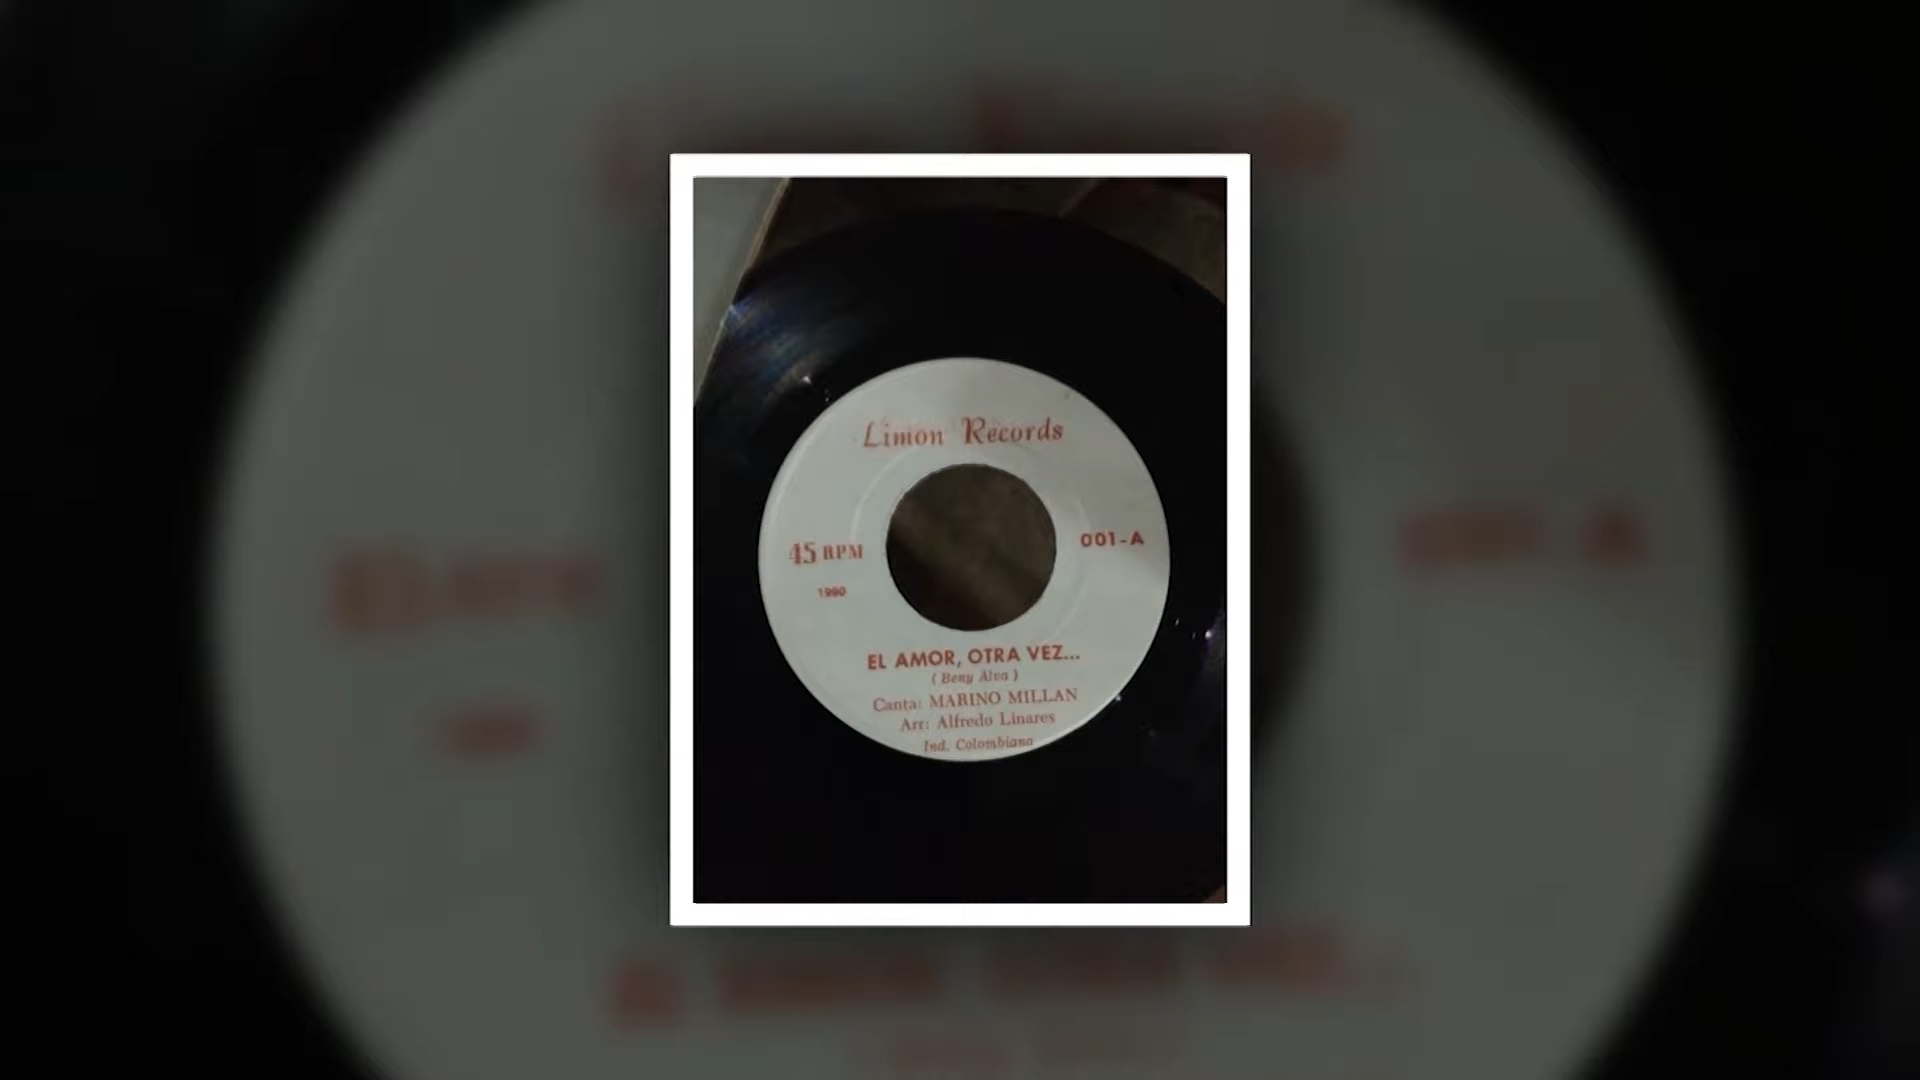 Limon Records
45 RPM
001-A
1990
EL AMOR, OTRA VEZ...
( Beny Alva )
Canta: MARINO MILLAN
Arr: Alfredo Linares
Ind. Colombiana